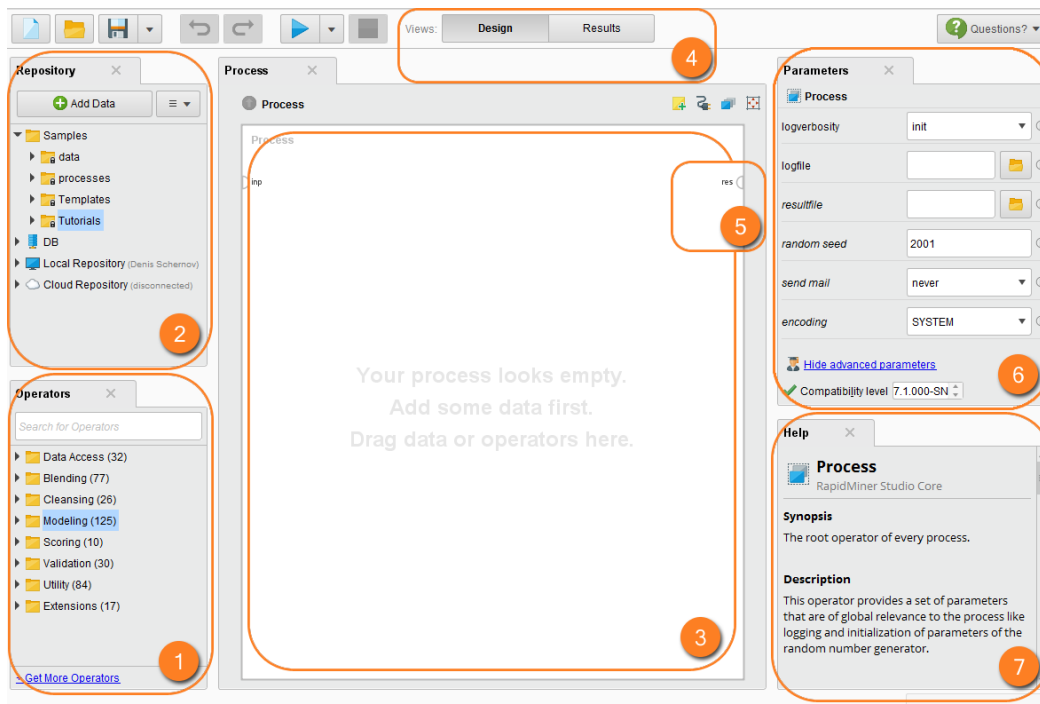 Views:
Design
Results
Questions?
4
Repository
Add Data
Samples
data
processes
Templates
Tutorials
DB
Local Repository (Denis Schernov)
Cloud Repository (disconnected)
2
Operators
Search for Operators
Data Access (32)
Blending (77)
Cleansing (26)
Modeling (125)
Scoring (10)
Validation (30)
Utility (84)
Extensions (17)
1
Get More Operators
Process
Process
Process
inp
res
5
Your process looks empty.
Add some data first.
Drag data or operators here.
3
Parameters
Process
logverbosity
init
logfile
resultfile
random seed
2001
send mail
never
encoding
SYSTEM
Hide advanced parameters
6
Compatibility level 7.1.000-SN
Help
Process
RapidMiner Studio Core
Synopsis
The root operator of every process.
Description
This operator provides a set of parameters
that are of global relevance to the process like
logging and initialization of parameters of the
random number generator.
7